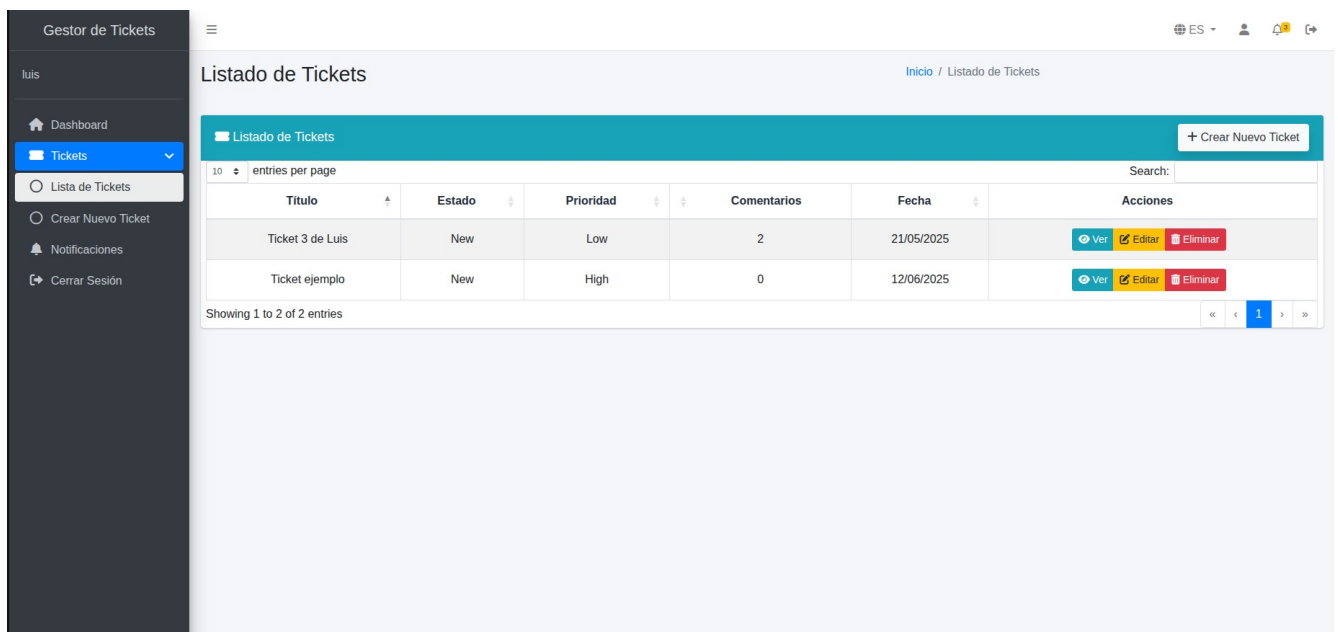 Gestor de Tickets
ES
3
luis
Listado de Tickets
Inicio / Listado de Tickets
Dashboard
Tickets
Lista de Tickets
Crear Nuevo Ticket
Notificaciones
Cerrar Sesión
Listado de Tickets
+ Crear Nuevo Ticket
10 entries per page
Search:
Título Estado Prioridad Comentarios Fecha Acciones
Ticket 3 de Luis New Low 2 21/05/2025 Ver Editar Eliminar
Ticket ejemplo New High 0 12/06/2025 Ver Editar Eliminar
Showing 1 to 2 of 2 entries
« ‹ 1 › »